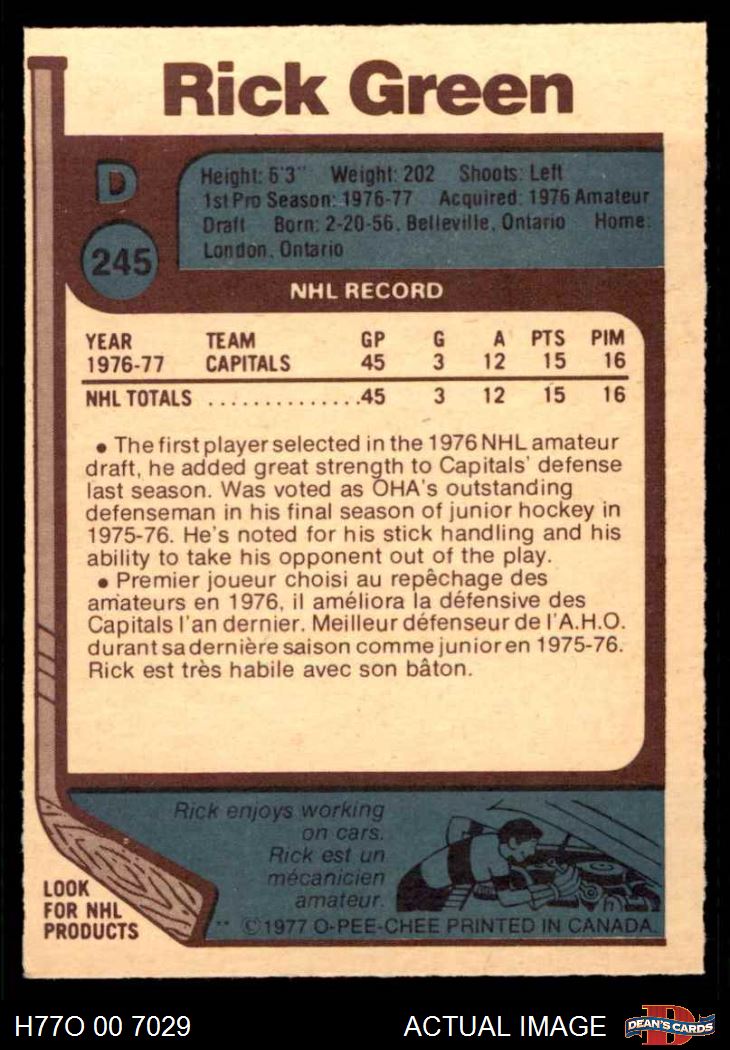 Rick Green
D
245
Height: 6'3" Weight: 202 Shoots: Left
1st Pro Season: 1976-77 Acquired: 1976 Amateur
Draft Born: 2-20-56, Belleville, Ontario Home:
London, Ontario
NHL RECORD
YEAR TEAM GP G A PTS PIM
1976-77 CAPITALS 45 3 12 15 16
NHL TOTALS ..............45 3 12 15 16
• The first player selected in the 1976 NHL amateur
draft, he added great strength to Capitals' defense
last season. Was voted as OHA's outstanding
defenseman in his final season of junior hockey in
1975-76. He's noted for his stick handling and his
ability to take his opponent out of the play.
• Premier joueur choisi au repêchage des
amateurs en 1976, il améliora la défensive des
Capitals l'an dernier. Meilleur défenseur de l'A.H.O.
durant sa dernière saison comme junior en 1975-76.
Rick est très habile avec son bâton.
Rick enjoys working
on cars.
Rick est un
mécanicien
amateur.
LOOK
FOR NHL
PRODUCTS
** ©1977 O-PEE-CHEE PRINTED IN CANADA.
H77O 00 7029
ACTUAL IMAGE
D
DEAN'S CARDS